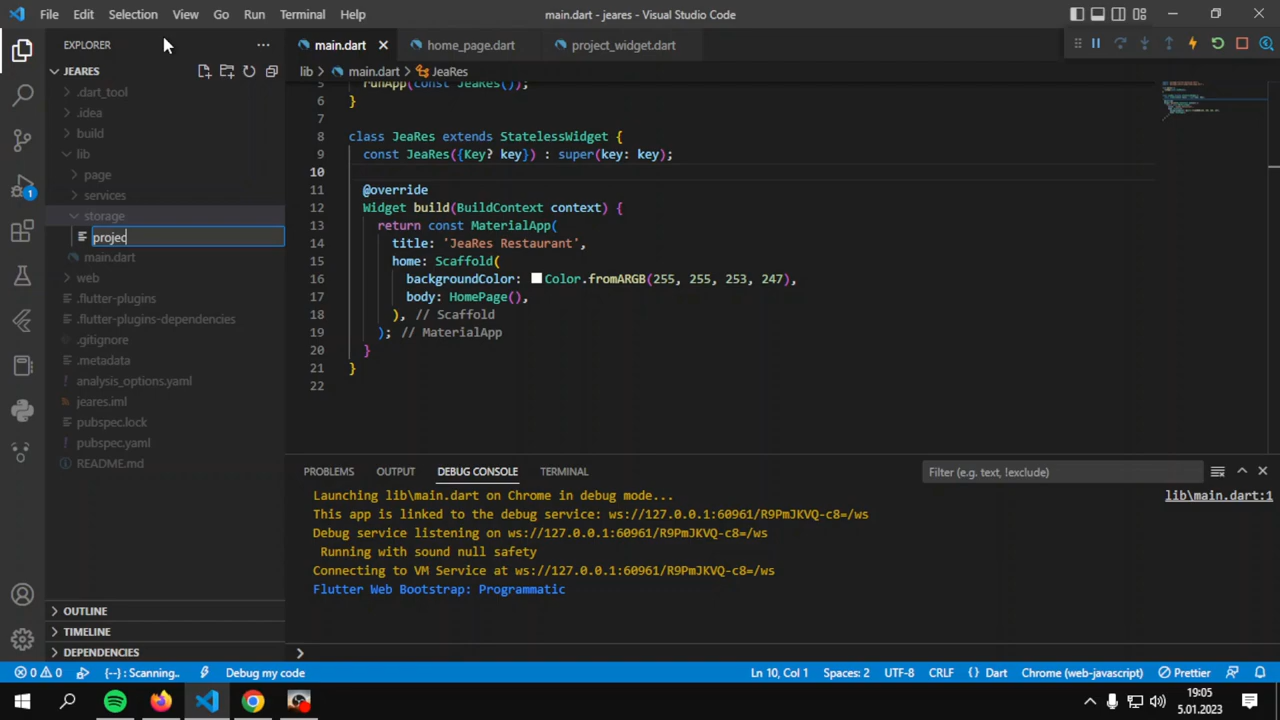 File Edit Selection View Go Run Terminal Help
main.dart - jeares - Visual Studio Code
EXPLORER
JEARES
.dart_tool
.idea
build
lib
page
services
storage
projec
main.dart
web
.flutter-plugins
.flutter-plugins-dependencies
.gitignore
.metadata
analysis_options.yaml
jeares.iml
pubspec.lock
pubspec.yaml
README.md
OUTLINE
TIMELINE
DEPENDENCIES
1
main.dart home_page.dart project_widget.dart
lib > main.dart > JeaRes
5 runApp(const JeaRes());
6 }
7
8 class JeaRes extends StatelessWidget {
9 const JeaRes({Key? key}) : super(key: key);
10
11 @override
12 Widget build(BuildContext context) {
13 return const MaterialApp(
14 title: 'JeaRes Restaurant',
15 home: Scaffold(
16 backgroundColor: Color.fromARGB(255, 255, 253, 247),
17 body: HomePage(),
18 ), // Scaffold
19 ); // MaterialApp
20 }
21 }
22
PROBLEMS OUTPUT DEBUG CONSOLE TERMINAL
Filter (e.g. text, !exclude)
Launching lib\main.dart on Chrome in debug mode...
lib\main.dart:1
This app is linked to the debug service: ws://127.0.0.1:60961/R9PmJKVQ-c8=/ws
Debug service listening on ws://127.0.0.1:60961/R9PmJKVQ-c8=/ws
Running with sound null safety
Connecting to VM Service at ws://127.0.0.1:60961/R9PmJKVQ-c8=/ws
Flutter Web Bootstrap: Programmatic
0 0 {--} : Scanning.. Debug my code Ln 10, Col 1 Spaces: 2 UTF-8 CRLF { } Dart Chrome (web-javascript) Prettier
19:05
5.01.2023